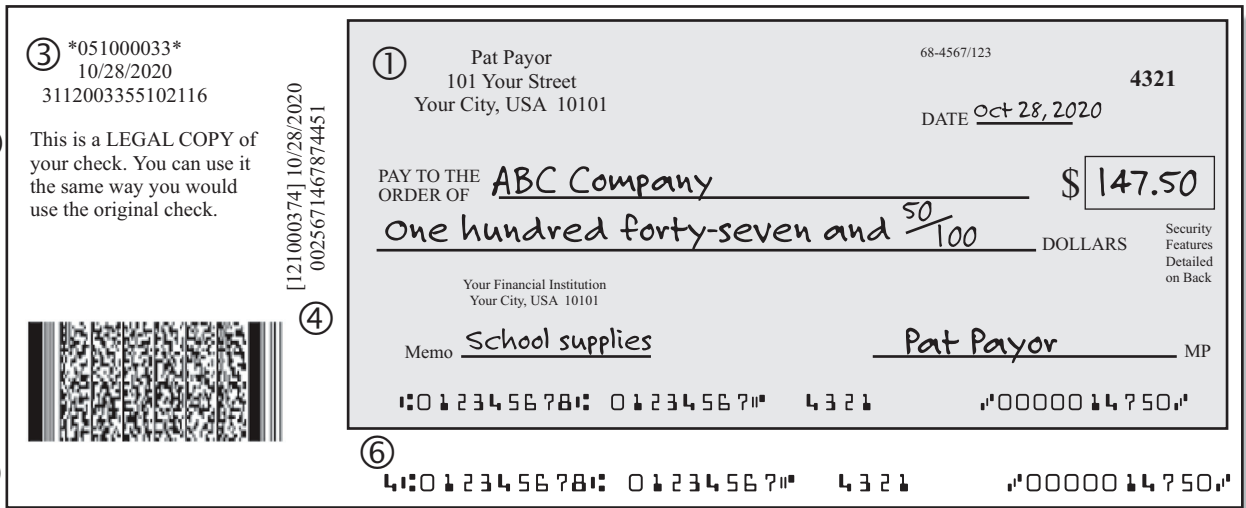 ③ *051000033*
10/28/2020
3112003355102116
This is a LEGAL COPY of
your check. You can use it
the same way you would
use the original check.
[121000374] 10/28/2020
0025671467874451
④
①
Pat Payor
101 Your Street
Your City, USA 10101
68-4567/123
4321
DATE Oct 28, 2020
PAY TO THE
ORDER OF ABC Company
$ 147.50
One hundred forty-seven and 50/100 DOLLARS
Security
Features
Detailed
on Back
Your Financial Institution
Your City, USA 10101
Memo School supplies
Pat Payor MP
⑆012345678⑆ 01234567⑈ 4321 ⑇0000014750⑇
⑥
4⑆012345678⑆ 01234567⑈ 4321 ⑇0000014750⑇